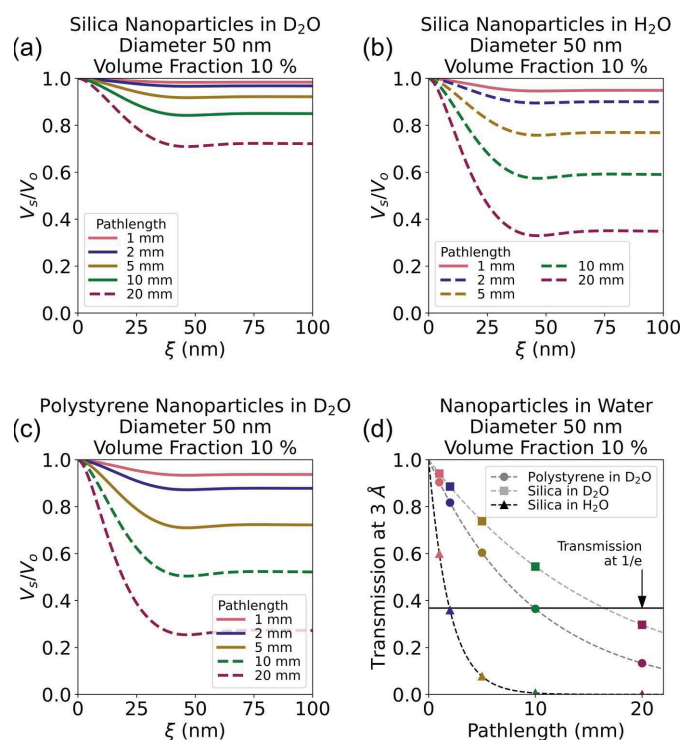 (a)
Silica Nanoparticles in D₂O
Diameter 50 nm
Volume Fraction 10 %
1.0
0.8
0.6
0.4
0.2
0.0
Vₛ/Vₒ
Pathlength
1 mm
2 mm
5 mm
10 mm
20 mm
0 25 50 75 100
ξ (nm)
(b)
Silica Nanoparticles in H₂O
Diameter 50 nm
Volume Fraction 10 %
1.0
0.8
0.6
0.4
0.2
0.0
Vₛ/Vₒ
Pathlength
1 mm 10 mm
2 mm 20 mm
5 mm
0 25 50 75 100
ξ (nm)
(c)
Polystyrene Nanoparticles in D₂O
Diameter 50 nm
Volume Fraction 10 %
1.0
0.8
0.6
0.4
0.2
0.0
Vₛ/Vₒ
Pathlength
1 mm
2 mm
5 mm
10 mm
20 mm
0 25 50 75 100
ξ (nm)
(d)
Nanoparticles in Water
Diameter 50 nm
Volume Fraction 10 %
1.0
0.8
0.6
0.4
0.2
0.0
Transmission at 3 Å
Polystyrene in D₂O
Silica in D₂O
Silica in H₂O
Transmission
at 1/e
0 10 20
Pathlength (mm)